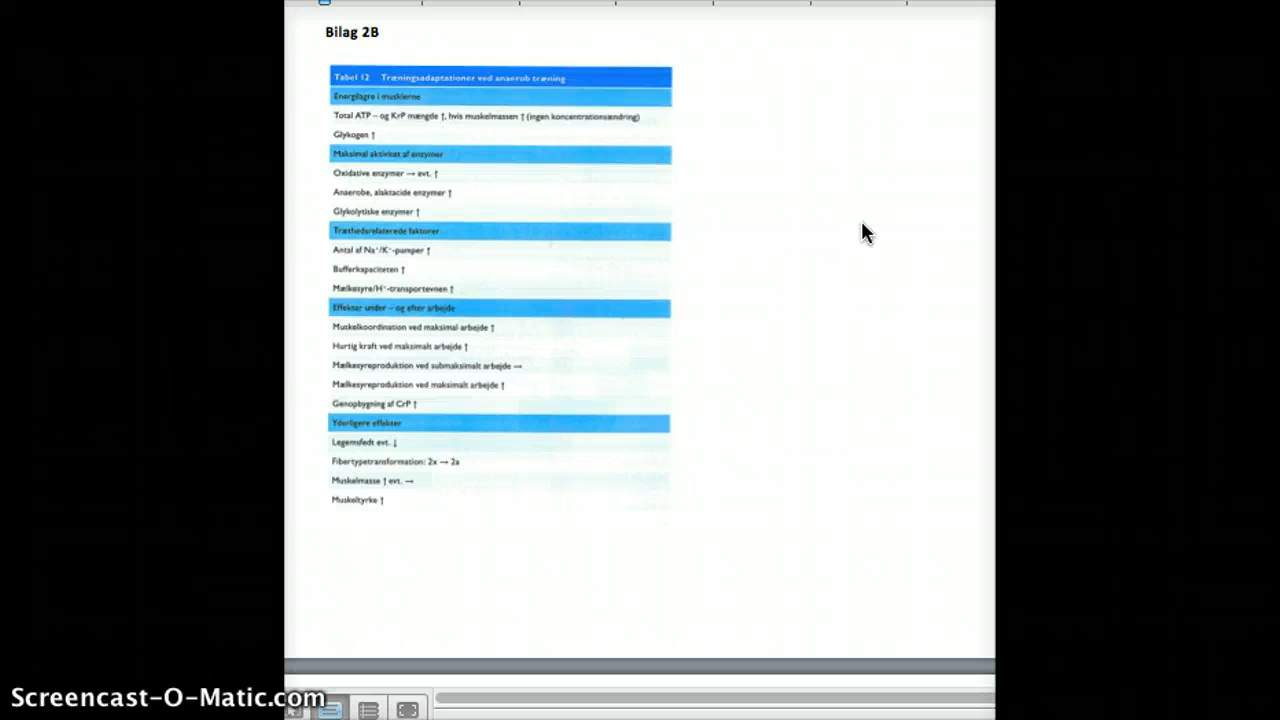 Bilag 2B
Tabel 12 Træningsadaptationer ved anaerob træning
Energilagre i musklerne
Total ATP – og KrP mængde ↑, hvis muskelmassen ↑ (ingen koncentrationsændring)
Glykogen ↑
Maksimal aktivitet af enzymer
Oxidative enzymer → evt. ↑
Anaerobe, alaktacide enzymer ↑
Glykolytiske enzymer ↑
Træthedsrelaterede faktorer
Antal af Na⁺/K⁺-pumper ↑
Bufferkapaciteten ↑
Mælkesyre/H⁺-transportevnen ↑
Effekter under – og efter arbejde
Muskelkoordination ved maksimal arbejde ↑
Hurtig kraft ved maksimalt arbejde ↑
Mælkesyreproduktion ved submaksimalt arbejde →
Mælkesyreproduktion ved maksimalt arbejde ↑
Genopbygning af CrP ↑
Yderligere effekter
Legemsfedt evt. ↓
Fibertypetransformation: 2x → 2a
Muskelmasse ↑ evt. →
Muskeltyrke ↑
Screencast-O-Matic.com